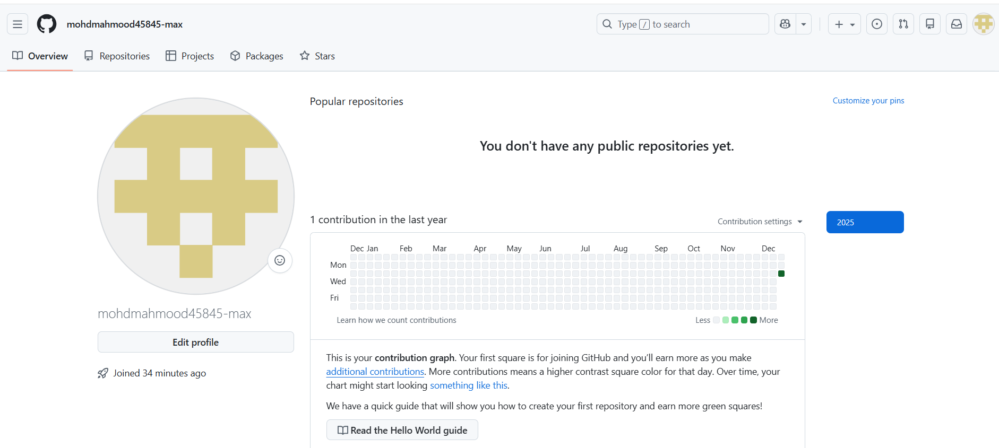 mohdmahmood45845-max
Type / to search
Overview
Repositories
Projects
Packages
Stars
Popular repositories
Customize your pins
You don't have any public repositories yet.
1 contribution in the last year
Contribution settings
2025
Dec Jan Feb Mar Apr May Jun Jul Aug Sep Oct Nov Dec
Mon
Wed
Fri
Learn how we count contributions
Less
More
mohdmahmood45845-max
Edit profile
Joined 34 minutes ago
This is your contribution graph. Your first square is for joining GitHub and you’ll earn more as you make
additional contributions. More contributions means a higher contrast square color for that day. Over time, your
chart might start looking something like this.
We have a quick guide that will show you how to create your first repository and earn more green squares!
Read the Hello World guide